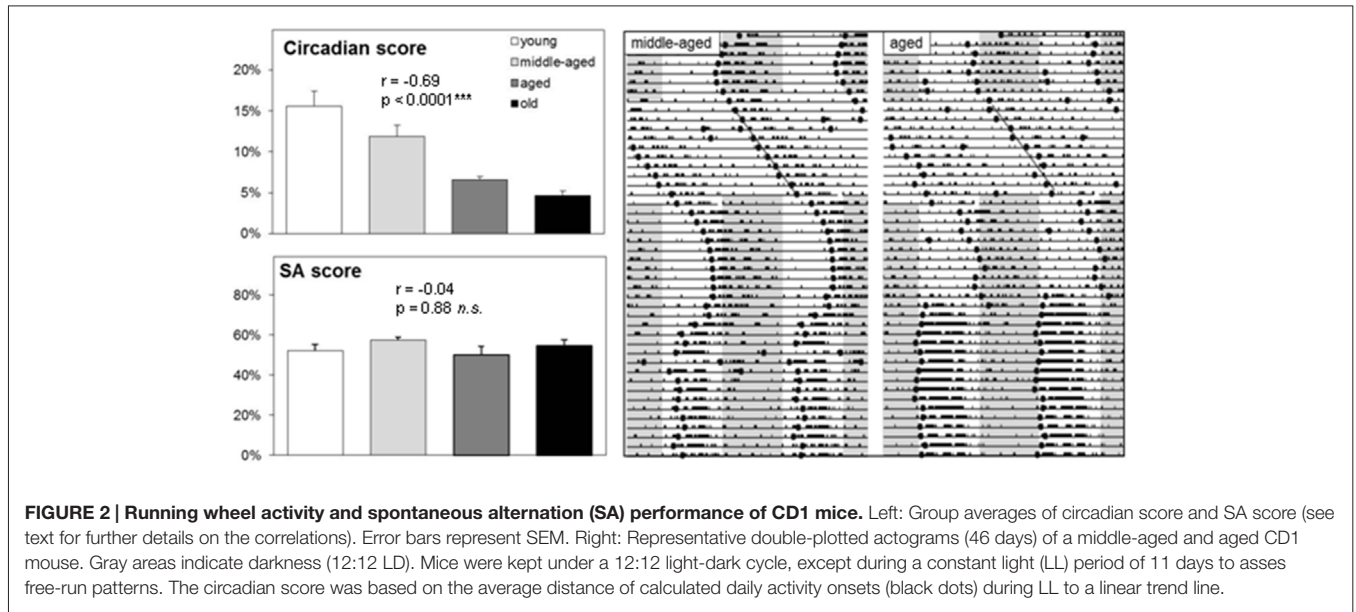 Circadian score
young
middle-aged
aged
old
r = -0.69
p < 0.0001***
20%
15%
10%
5%
0%
SA score
r = -0.04
p = 0.88 n.s.
80%
60%
40%
20%
0%
middle-aged
aged
FIGURE 2 | Running wheel activity and spontaneous alternation (SA) performance of CD1 mice. Left: Group averages of circadian score and SA score (see
text for further details on the correlations). Error bars represent SEM. Right: Representative double-plotted actograms (46 days) of a middle-aged and aged CD1
mouse. Gray areas indicate darkness (12:12 LD). Mice were kept under a 12:12 light-dark cycle, except during a constant light (LL) period of 11 days to asses
free-run patterns. The circadian score was based on the average distance of calculated daily activity onsets (black dots) during LL to a linear trend line.